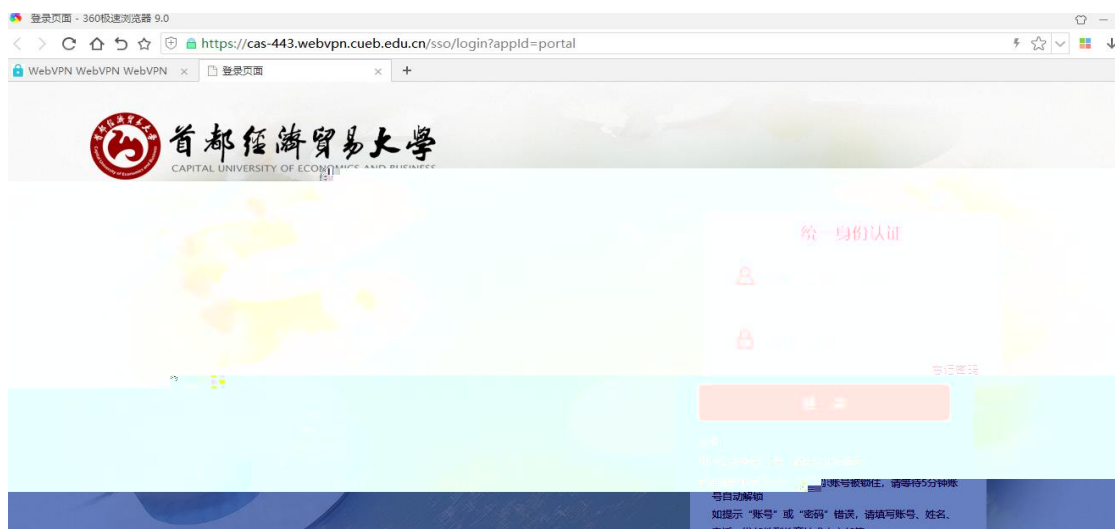 登录页面 - 360极速浏览器 9.0
https://cas-443.webvpn.cueb.edu.cn/sso/login?appId=portal
WebVPN WebVPN WebVPN
登录页面
首都經濟貿易大學
CAPITAL UNIVERSITY OF ECONOMICS AND BUSINESS
统一身份认证
忘记密码
登 录
账号被锁住，请等待5分钟账
号自动解锁
如提示 “账号” 或 “密码” 错误，请填写账号、姓名、